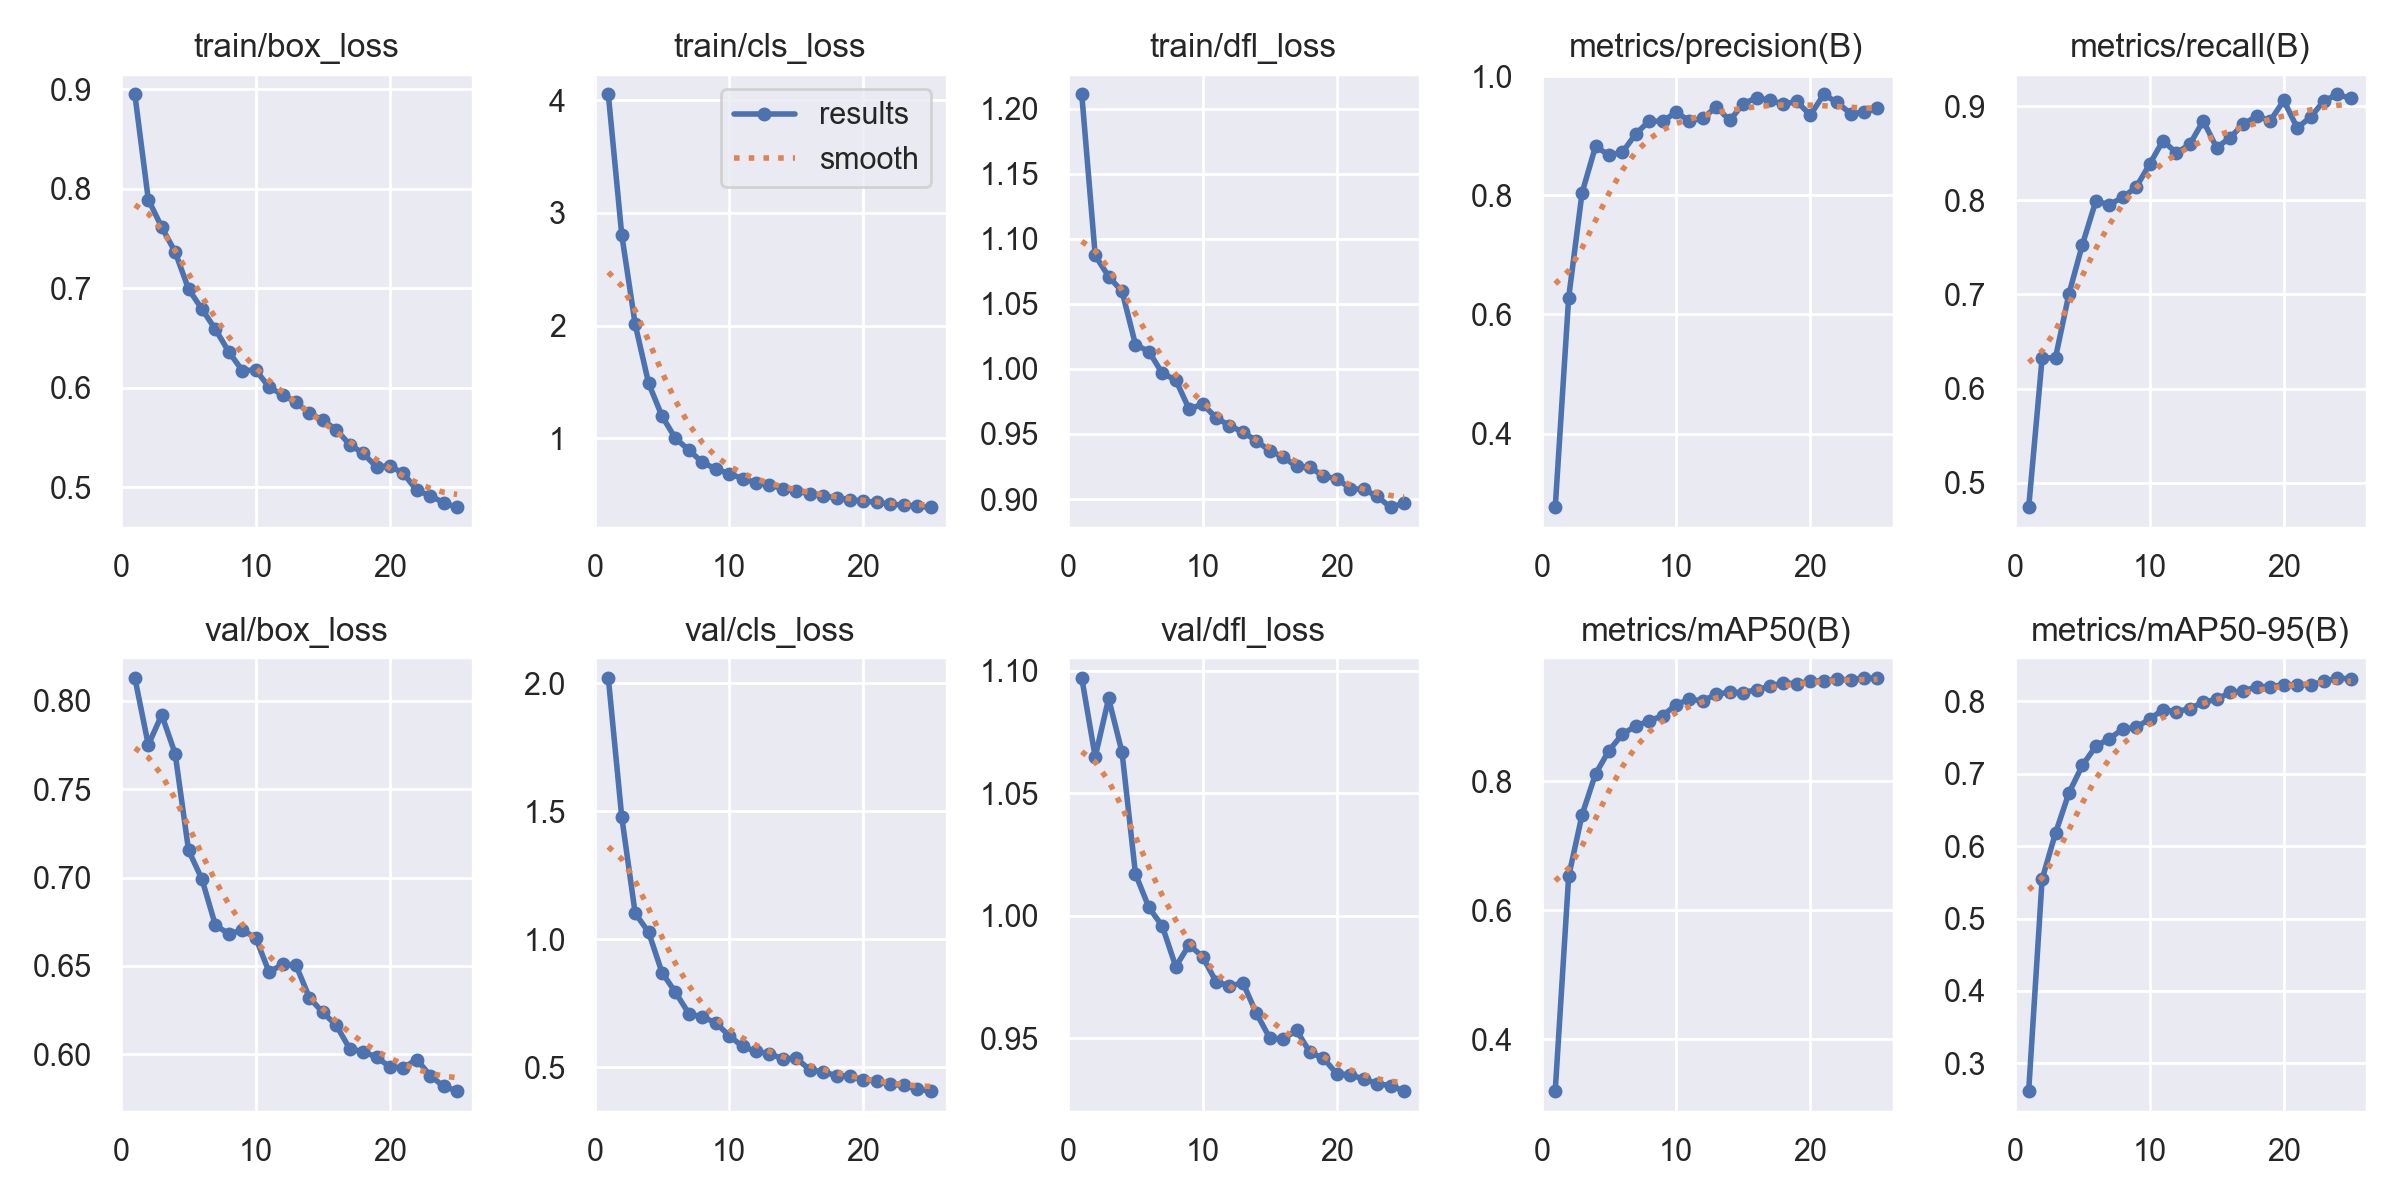 train/box_loss
0.9
0.8
0.7
0.6
0.5
0 10 20
train/cls_loss
results
smooth
4
3
2
1
0 10 20
train/dfl_loss
1.20
1.15
1.10
1.05
1.00
0.95
0.90
0 10 20
metrics/precision(B)
1.0
0.8
0.6
0.4
0 10 20
metrics/recall(B)
0.9
0.8
0.7
0.6
0.5
0 10 20
val/box_loss
0.80
0.75
0.70
0.65
0.60
0 10 20
val/cls_loss
2.0
1.5
1.0
0.5
0 10 20
val/dfl_loss
1.10
1.05
1.00
0.95
0 10 20
metrics/mAP50(B)
0.8
0.6
0.4
0 10 20
metrics/mAP50-95(B)
0.8
0.7
0.6
0.5
0.4
0.3
0 10 20